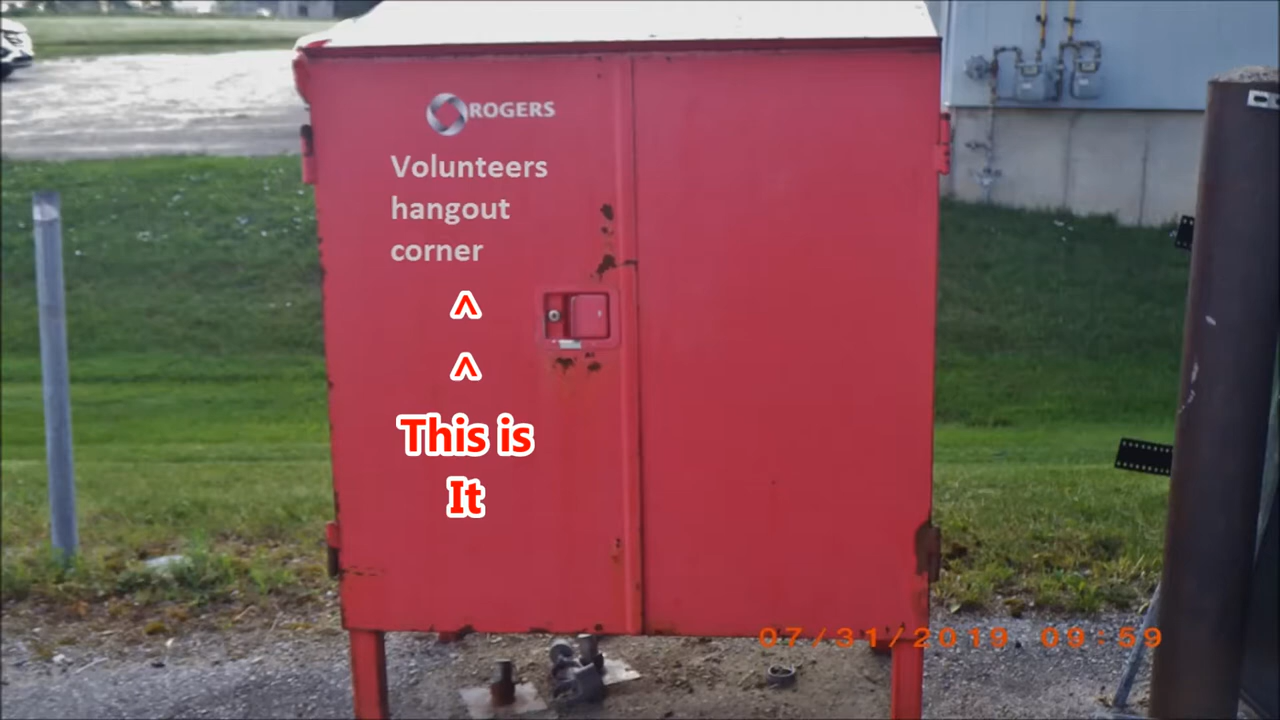 ROGERS
Volunteers
hangout
corner
^
^
This is
It
07/31/2019 09:59